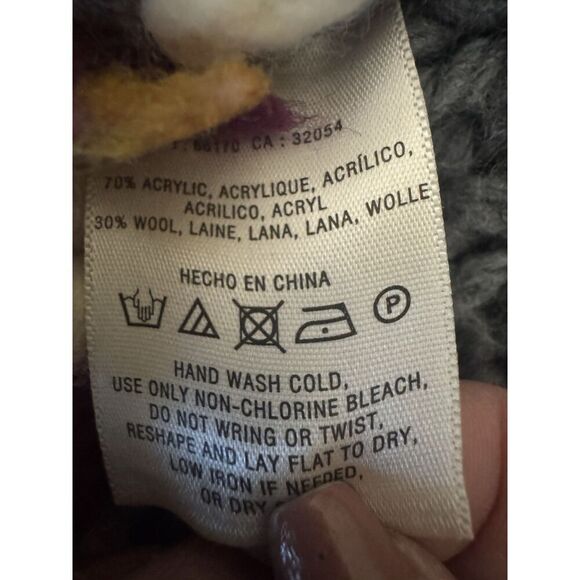 CA : 32054
70% ACRYLIC, ACRYLIQUE, ACRÍLICO,
ACRILICO, ACRYL
30% WOOL, LAINE, LANA, LANA, WOLLE
HECHO EN CHINA
P
HAND WASH COLD,
USE ONLY NON-CHLORINE BLEACH,
DO NOT WRING OR TWIST,
RESHAPE AND LAY FLAT TO DRY,
LOW IRON IF NEEDED,
OR DRY